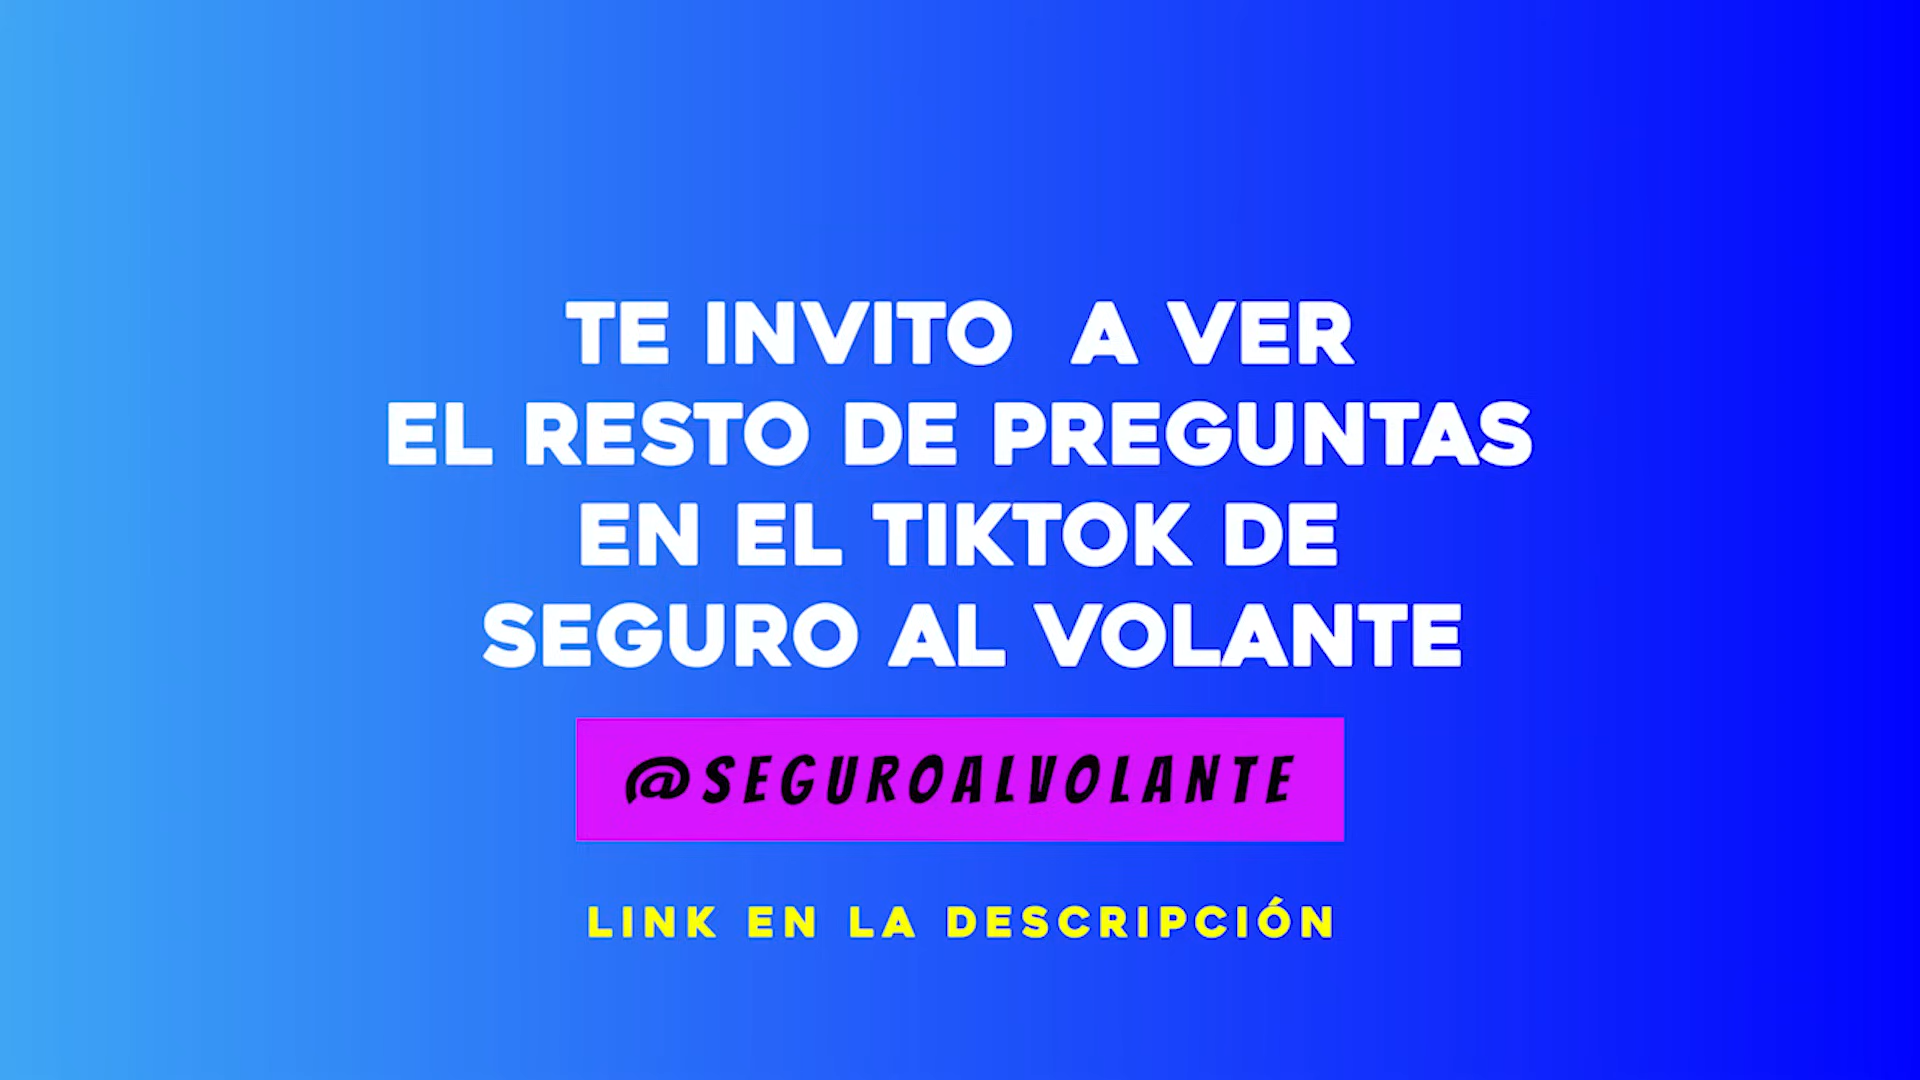 TE INVITO  A VER
EL RESTO DE PREGUNTAS
EN EL TIKTOK DE
SEGURO AL VOLANTE
@SEGUROALVOLANTE
LINK EN LA DESCRIPCIÓN